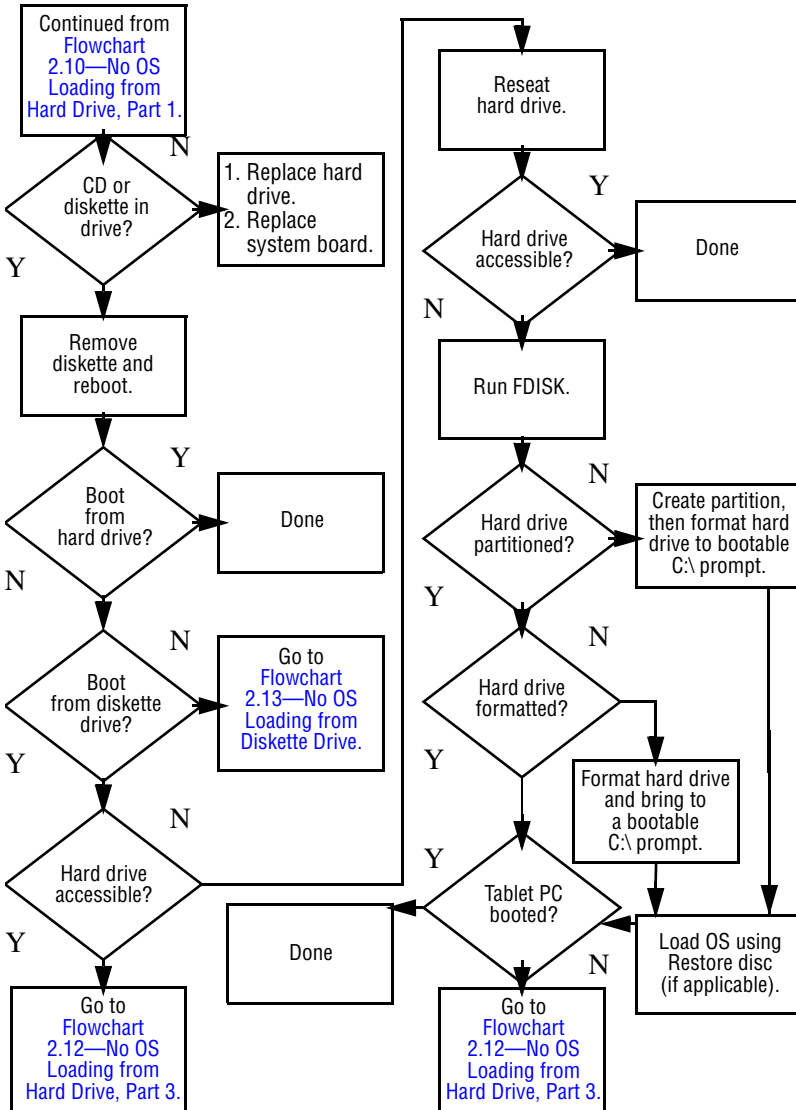 Continued from
Flowchart
2.10—No OS
Loading from
Hard Drive, Part 1.
N
CD or
diskette in
drive?
1. Replace hard
drive.
2. Replace
system board.
Y
Remove
diskette and
reboot.
Y
Boot
from
hard drive?
Done
N
N
Boot
from diskette
drive?
Go to
Flowchart
2.13—No OS
Loading from
Diskette Drive.
Y
N
Hard drive
accessible?
Y
Go to
Flowchart
2.12—No OS
Loading from
Hard Drive, Part 3.
Reseat
hard drive.
Y
Hard drive
accessible?
Done
N
Run FDISK.
N
Hard drive
partitioned?
Create partition,
then format hard
drive to bootable
C:\ prompt.
Y
N
Hard drive
formatted?
Y
Format hard drive
and bring to
a bootable
C:\ prompt.
Y
Tablet PC
booted?
Done
Load OS using
Restore disc
(if applicable).
N
Go to
Flowchart
2.12—No OS
Loading from
Hard Drive, Part 3.